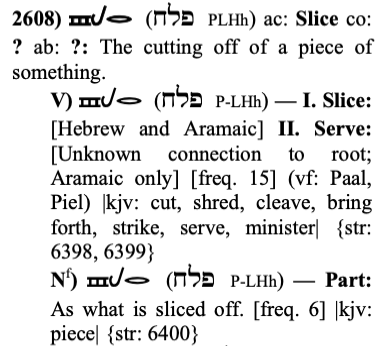 2608) (פלח PLHh) ac: Slice co:
? ab: ?: The cutting off of a piece of
something.
V) (פלח P-LHh) — I. Slice:
[Hebrew and Aramaic] II. Serve:
[Unknown connection to root;
Aramaic only] [freq. 15] (vf: Paal,
Piel) |kjv: cut, shred, cleave, bring
forth, strike, serve, minister| {str:
6398, 6399}
Nᶠ) (פלח P-LHh) — Part:
As what is sliced off. [freq. 6] |kjv:
piece| {str: 6400}